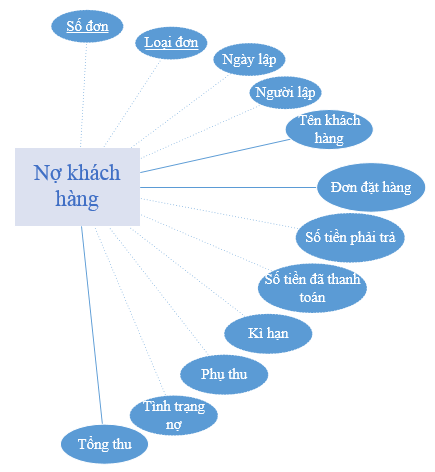 Số đơn
Loại đơn
Ngày lập
Người lập
Tên khách
hàng
Nợ khách
hàng
Đơn đặt hàng
Số tiền phải trả
Số tiền đã thanh
toán
Kì hạn
Phụ thu
Tình trạng
nợ
Tổng thu